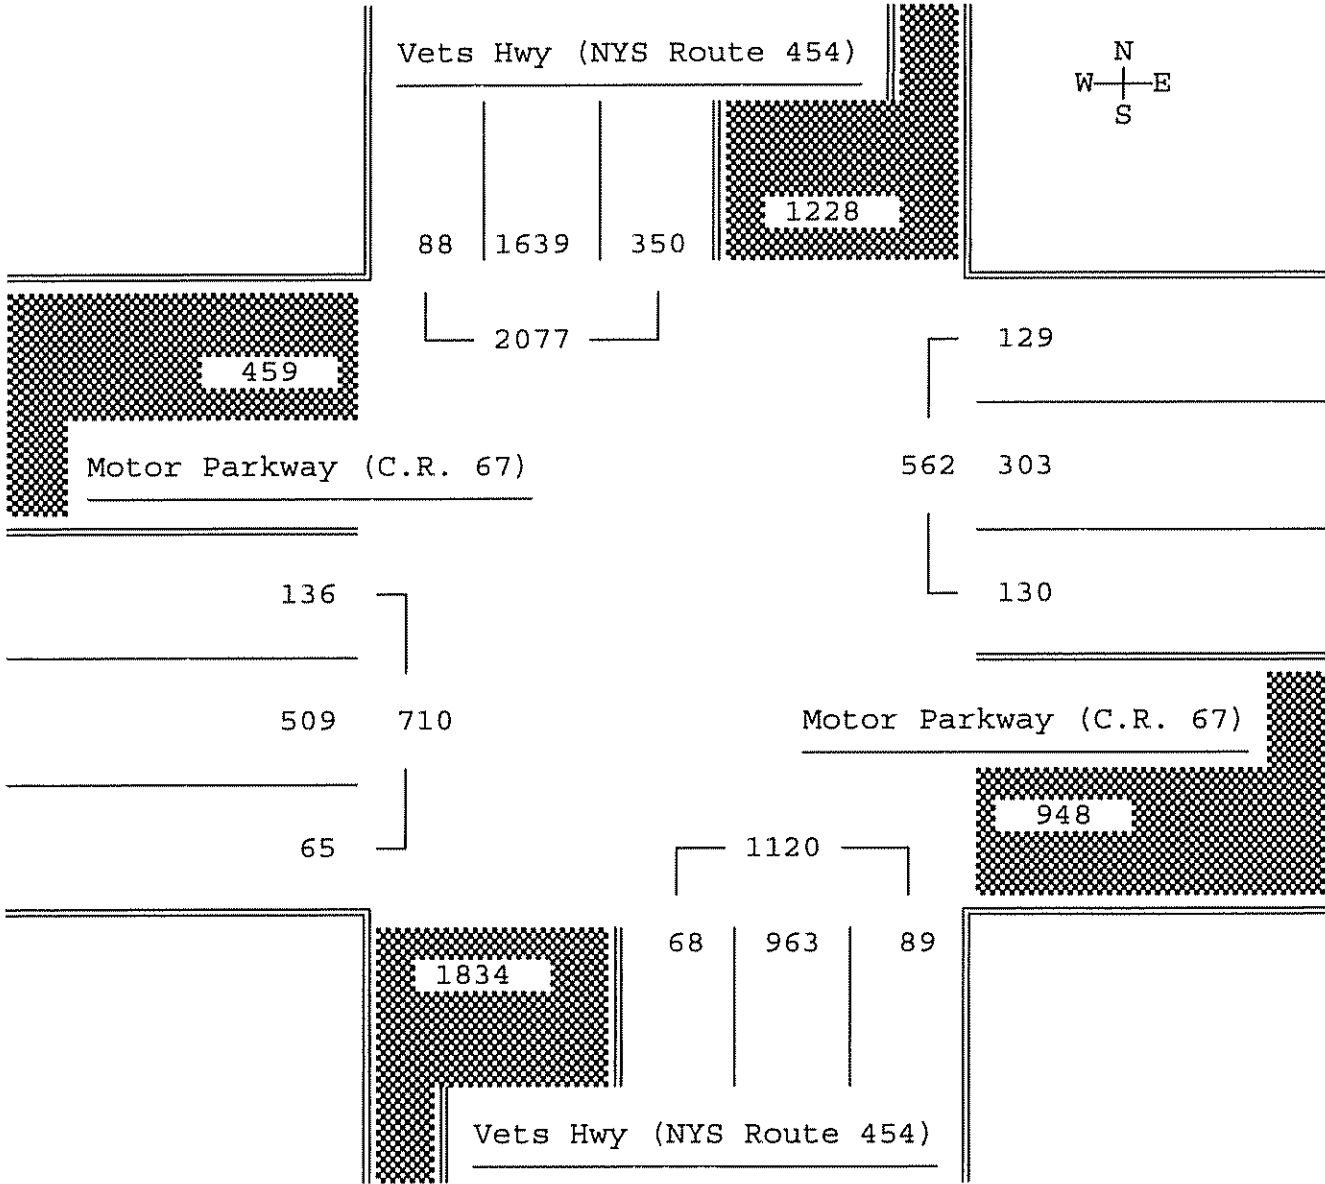 Vets Hwy (NYS Route 454)
N
W E
S
1228
88 1639 350
2077
129
459
Motor Parkway (C.R. 67)
562 303
136
130
509 710
Motor Parkway (C.R. 67)
948
65
1120
68 963 89
1834
Vets Hwy (NYS Route 454)